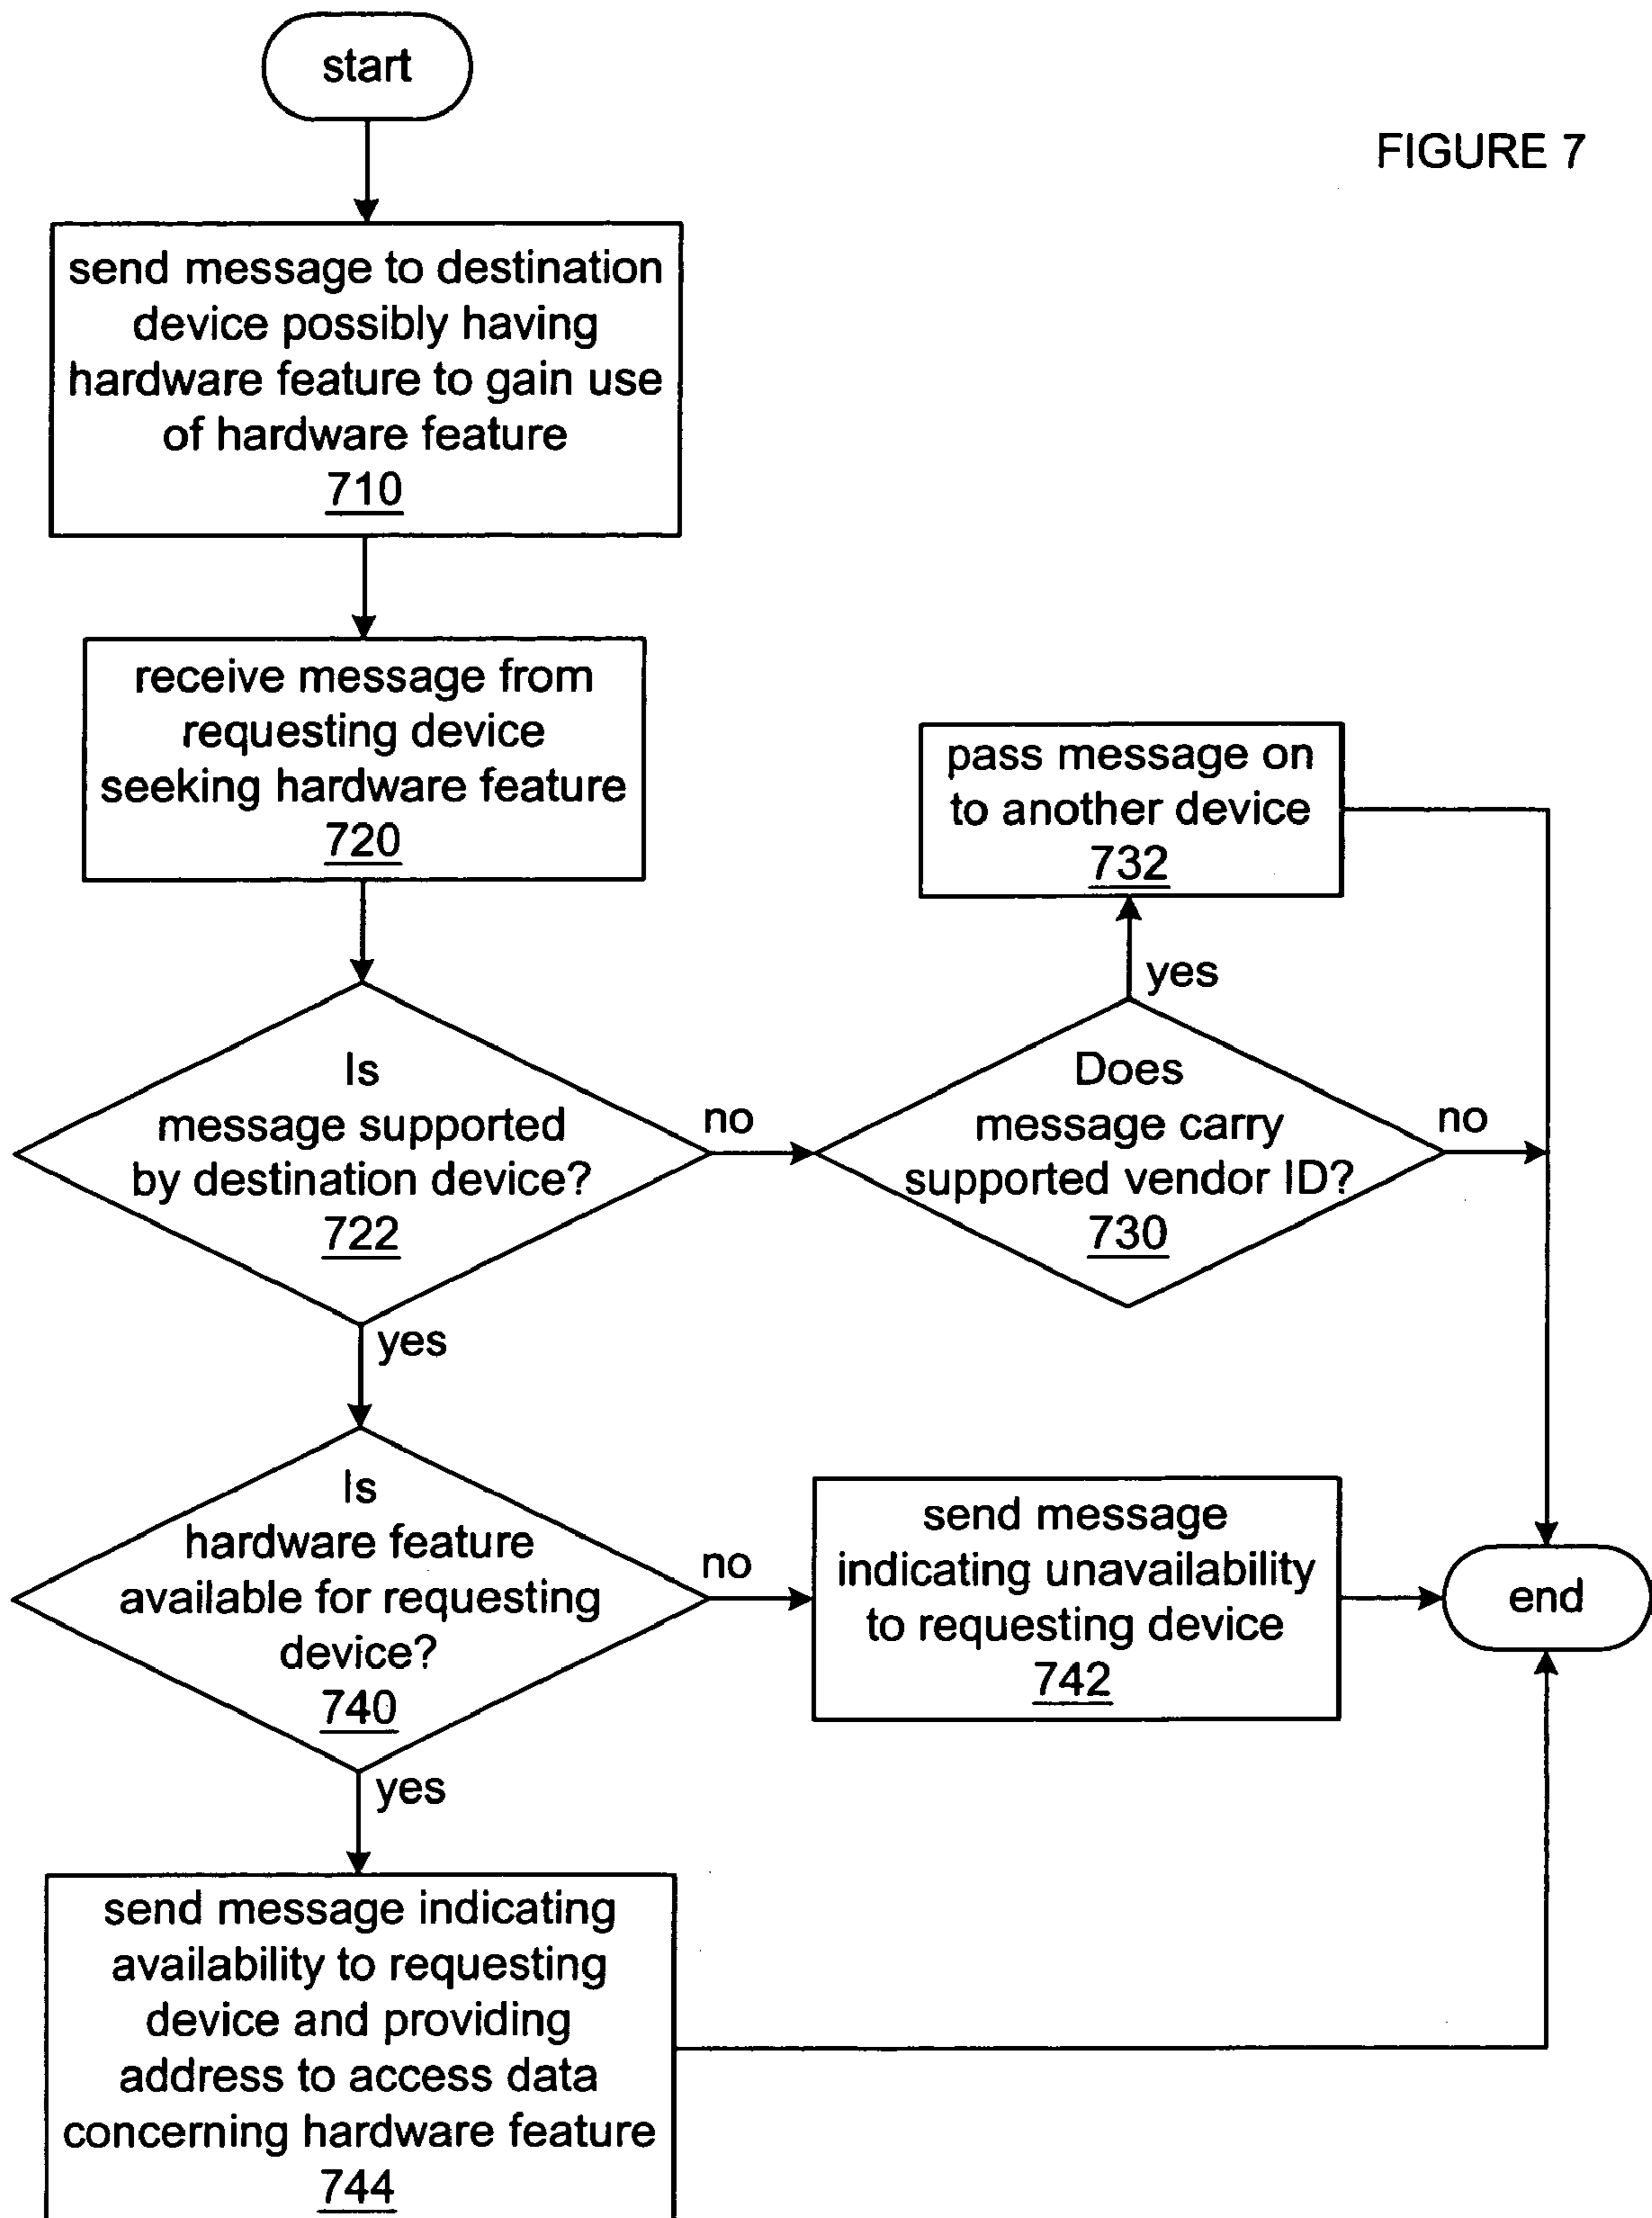 start
FIGURE 7
send message to destination
device possibly having
hardware feature to gain use
of hardware feature
710
receive message from
requesting device
seeking hardware feature
720
pass message on
to another device
732
yes
Is
message supported
by destination device?
722
no
Does
message carry
supported vendor ID?
730
no
yes
Is
hardware feature
available for requesting
device?
740
no
send message
indicating unavailability
to requesting device
742
end
yes
send message indicating
availability to requesting
device and providing
address to access data
concerning hardware feature
744